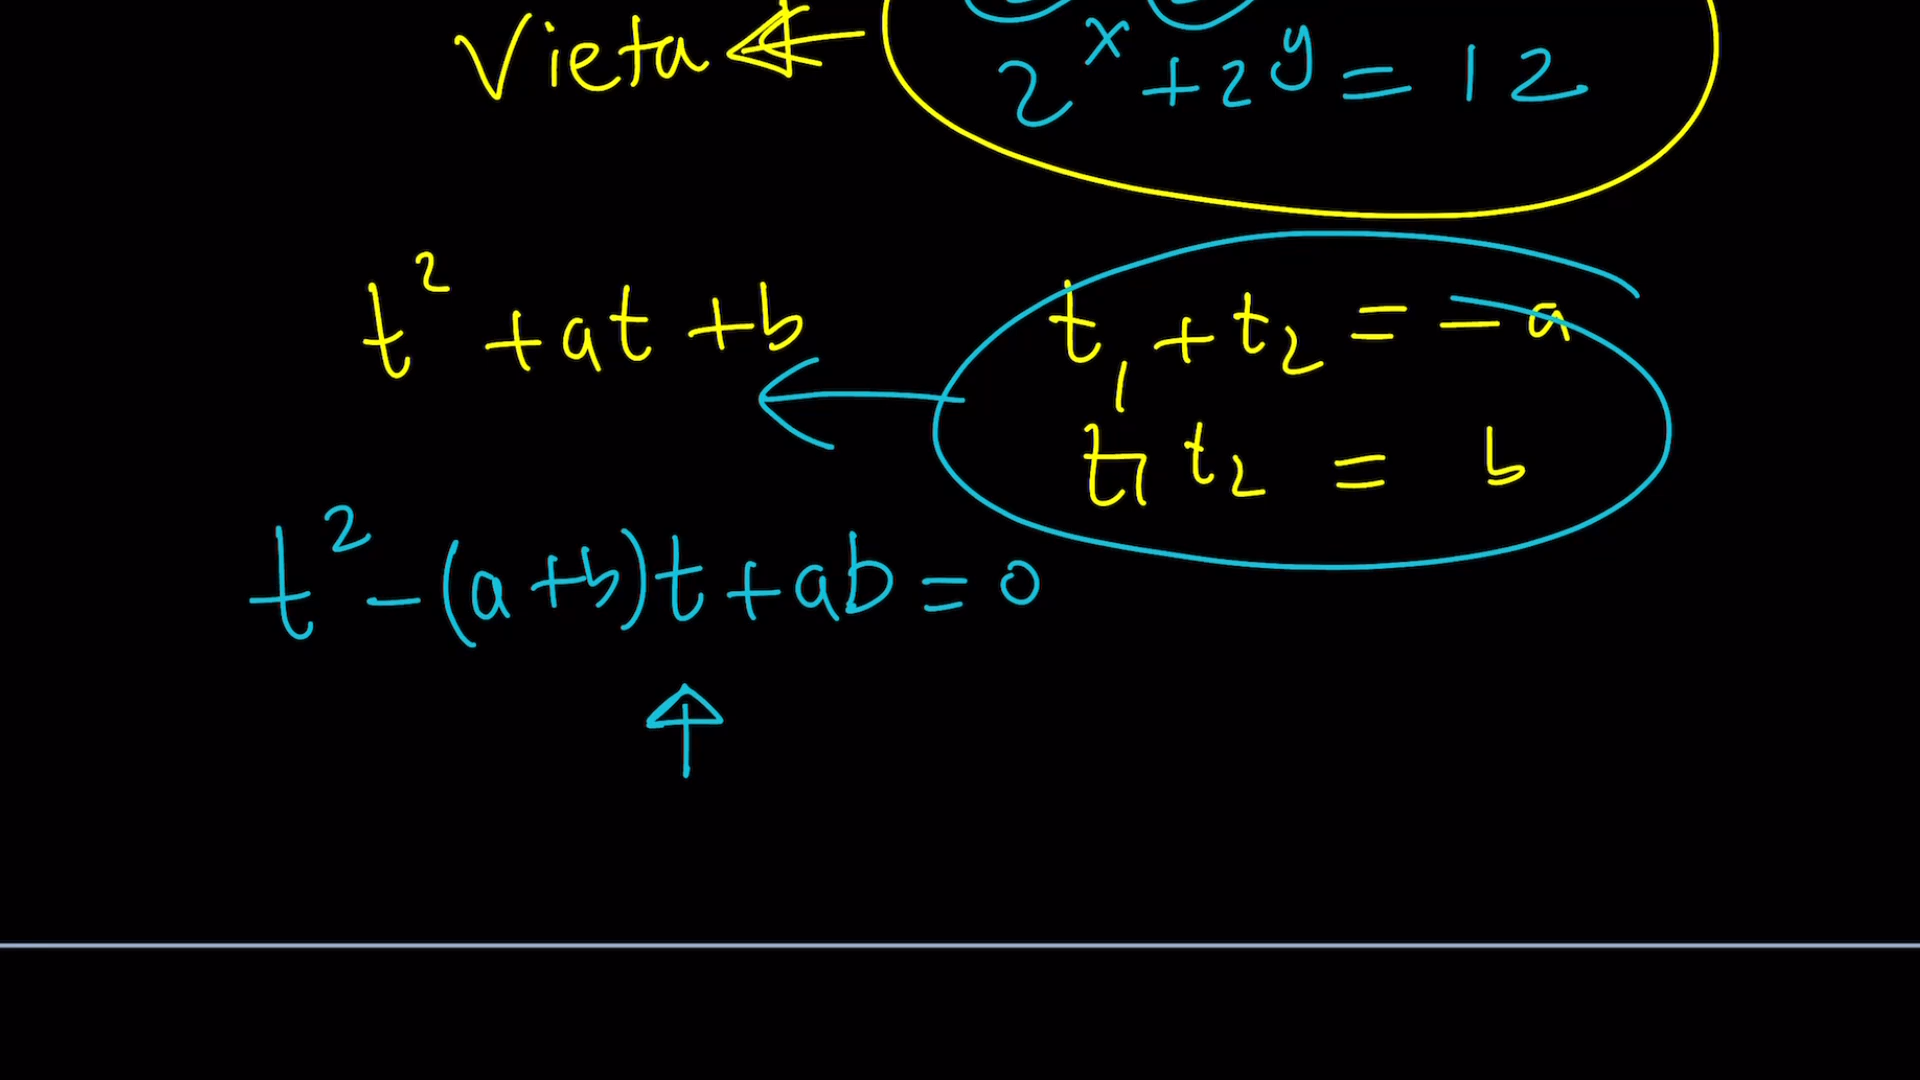 Vieta
2^x + 2^y = 12
t^2 + at + b
t_1 + t_2 = -a
t_1 t_2 = b
t^2 - (a+b)t + ab = 0